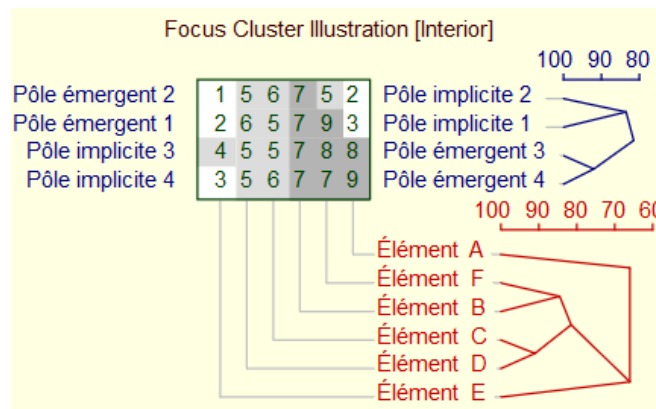 Focus Cluster Illustration [Interior]
100 90 80
Pôle émergent 2 1 5 6 7 5 2 Pôle implicite 2
Pôle émergent 1 2 6 5 7 9 3 Pôle implicite 1
Pôle implicite 3 4 5 5 7 8 8 Pôle émergent 3
Pôle implicite 4 3 5 6 7 7 9 Pôle émergent 4
100 90 80 70 60
Élément A
Élément F
Élément B
Élément C
Élément D
Élément E